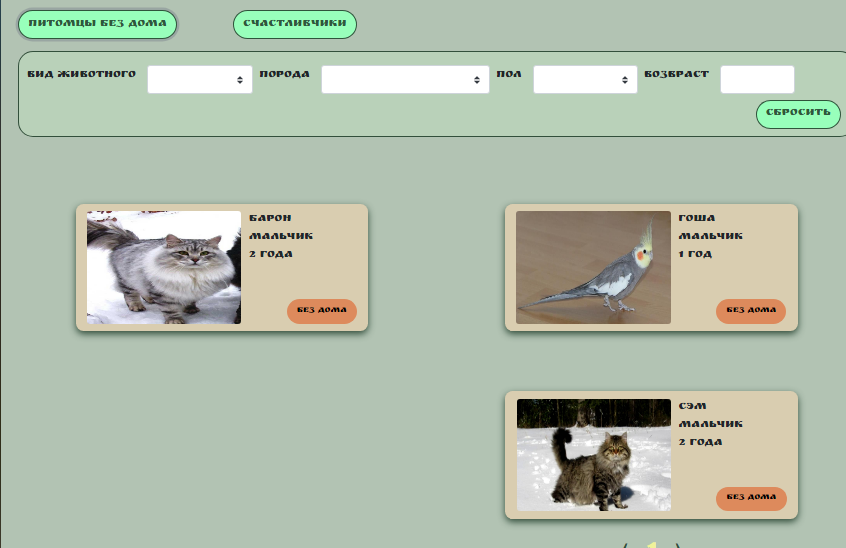 ПИТОМЦЫ БЕЗ ДОМА
СЧАСТЛИВЧИКИ
ВИД ЖИВОТНОГО
ПОРОДА
ПОЛ
ВОЗВРАСТ
СБРОСИТЬ
БАРОН
МАЛЬЧИК
2 ГОДА
БЕЗ ДОМА
ГОША
МАЛЬЧИК
1 ГОД
БЕЗ ДОМА
СЭМ
МАЛЬЧИК
2 ГОДА
БЕЗ ДОМА